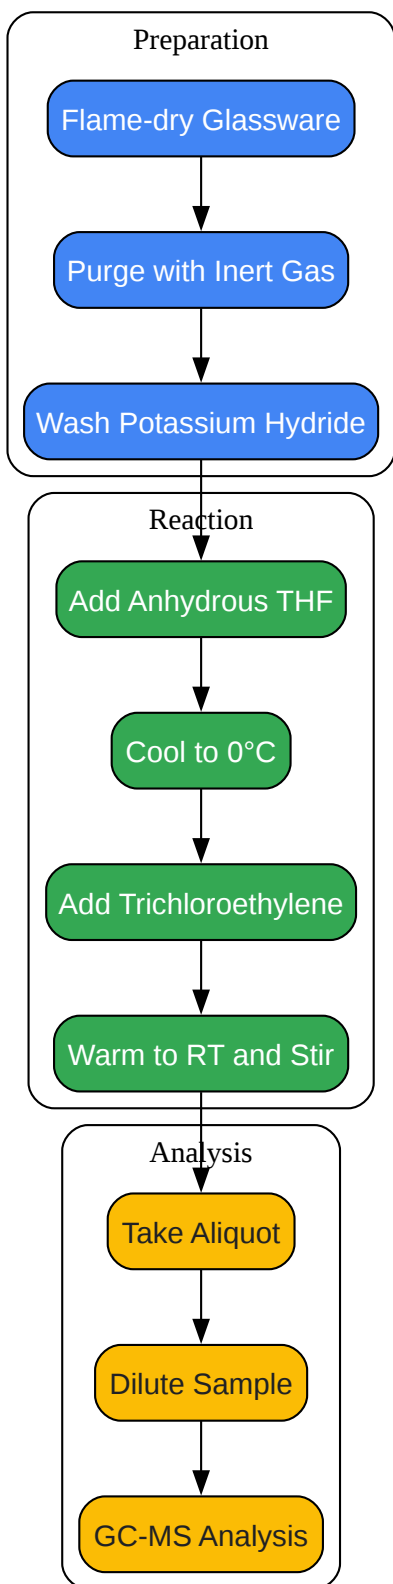 Preparation
Flame-dry Glassware
Purge with Inert Gas
Wash Potassium Hydride
Reaction
Add Anhydrous THF
Cool to 0°C
Add Trichloroethylene
Warm to RT and Stir
Analysis
Take Aliquot
Dilute Sample
GC-MS Analysis